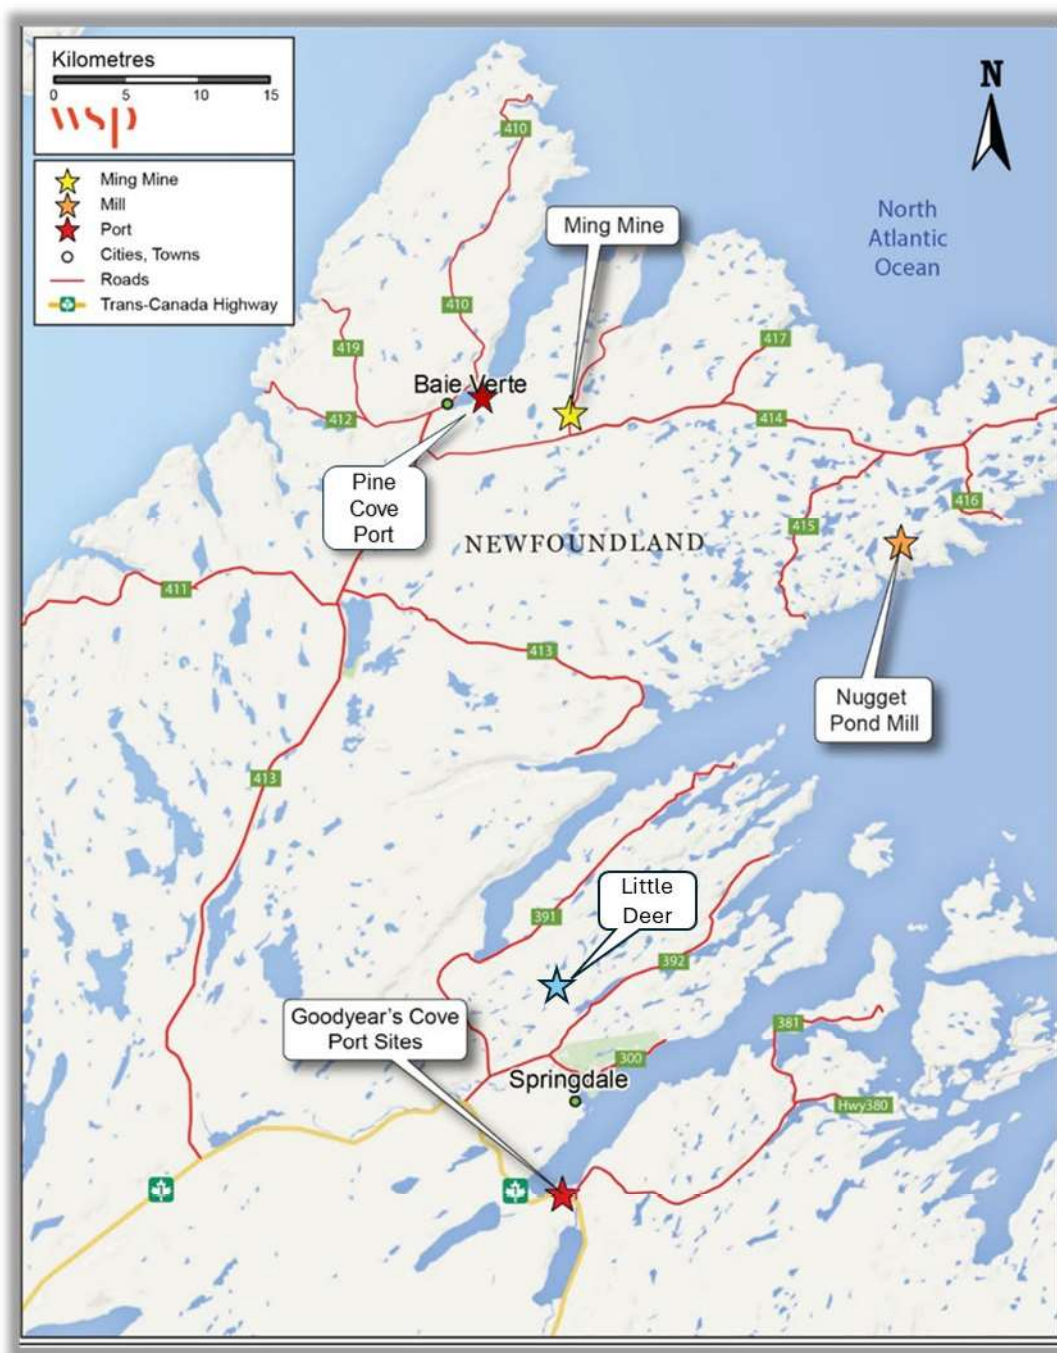 Kilometres
0 5 10 15
wsp
Ming Mine
Mill
Port
Cities, Towns
Roads
Trans-Canada Highway
N
North
Atlantic
Ocean
410
Ming Mine
410
417
419
Baie Verte
412
414
Pine
Cove
Port
416
415
NEWFOUNDLAND
411
413
Nugget
Pond Mill
413
Little
Deer
391
392
Goodyear's Cove
Port Sites
381
300
Springdale
Hwy380
1
1